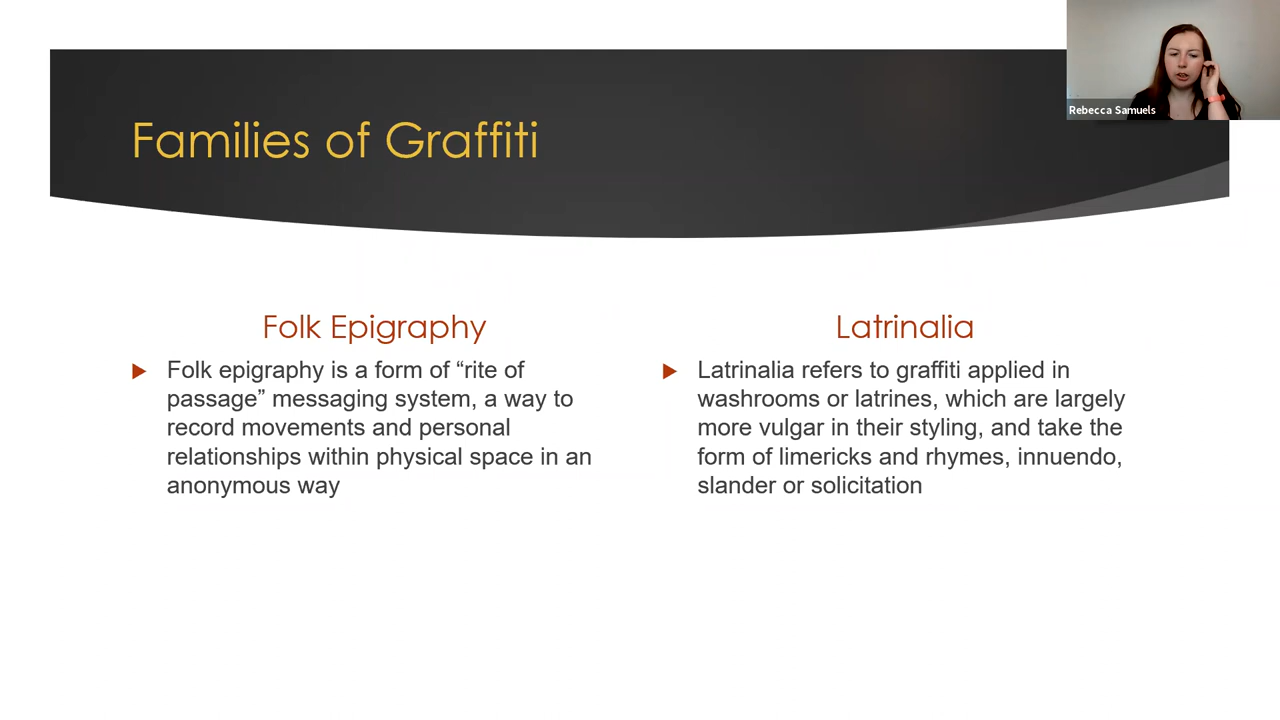 Rebecca Samuels
Families of Graffiti
Folk Epigraphy
Folk epigraphy is a form of “rite of
passage” messaging system, a way to
record movements and personal
relationships within physical space in an
anonymous way
Latrinalia
Latrinalia refers to graffiti applied in
washrooms or latrines, which are largely
more vulgar in their styling, and take the
form of limericks and rhymes, innuendo,
slander or solicitation